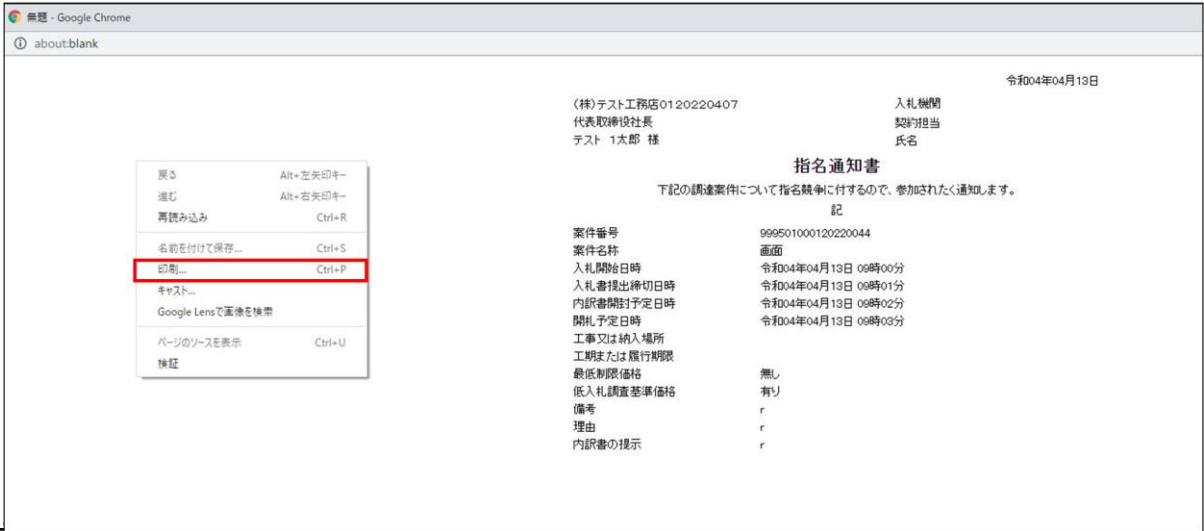 無題 - Google Chrome
about:blank
令和04年04月13日
(株)テスト工務店0120220407 入札機関
代表取締役社長 契約担当
テスト 1太郎 様 氏名
指名通知書
下記の調達案件について指名競争に付するので、参加されたく通知します。
記
戻る Alt+左矢印キー
進む Alt+右矢印キー
再読み込み Ctrl+R
名前を付けて保存... Ctrl+S
印刷... Ctrl+P
キャスト...
Google Lensで画像を検索
ページのソースを表示 Ctrl+U
検証
案件番号 999501000120220044
案件名称 画面
入札開始日時 令和04年04月13日 09時00分
入札書提出締切日時 令和04年04月13日 09時01分
内訳書開封予定日時 令和04年04月13日 09時02分
開札予定日時 令和04年04月13日 09時03分
工事又は納入場所
工期または履行期限
最低制限価格 無し
低入札調査基準価格 有り
備考 r
理由 r
内訳書の提示 r